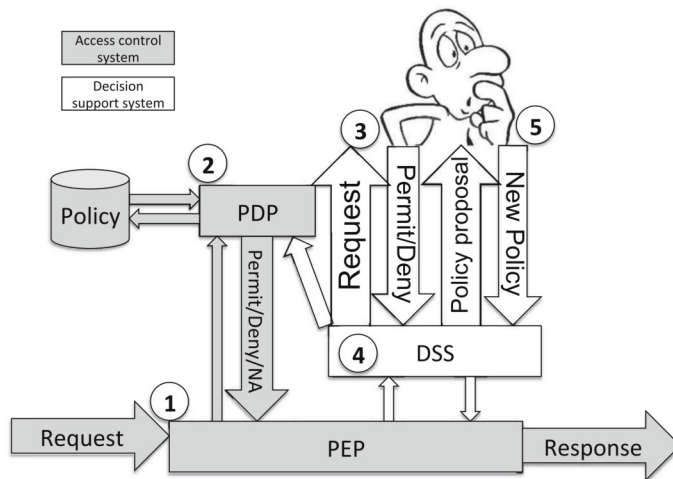 Access control
system
Decision
support system
3
5
2
Policy
PDP
Request
Permit/Deny
Policy proposal
New Policy
Permit/Deny/NA
4
DSS
1
Request
PEP
Response